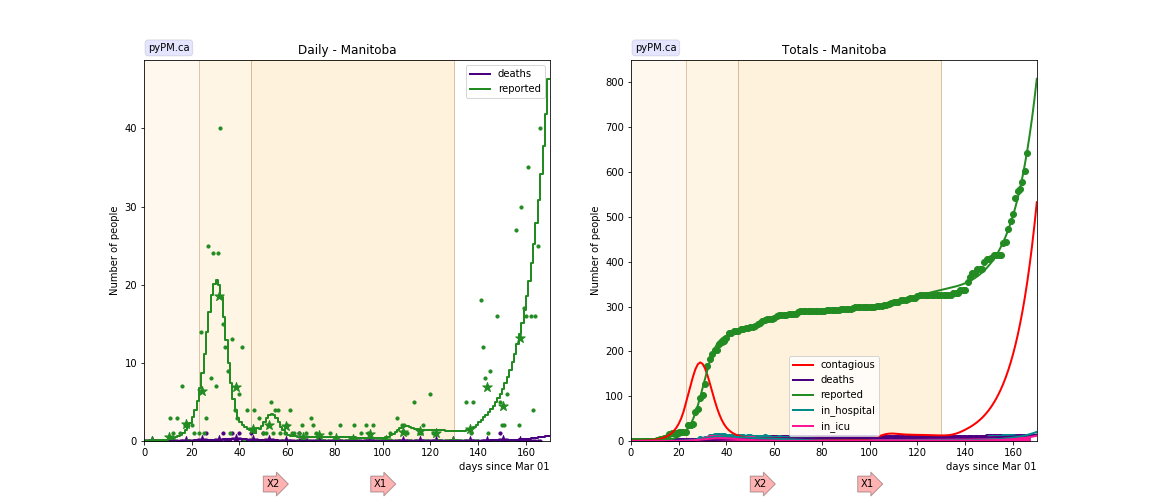 pyPM.ca
Daily - Manitoba
Number of people
40
30
20
10
0
0 20 40 60 80 100 120 140 160
days since Mar 01
deaths
reported
X2
X1
pyPM.ca
Totals - Manitoba
Number of people
800
700
600
500
400
300
200
100
0
0 20 40 60 80 100 120 140 160
days since Mar 01
contagious
deaths
reported
in_hospital
in_icu
X2
X1